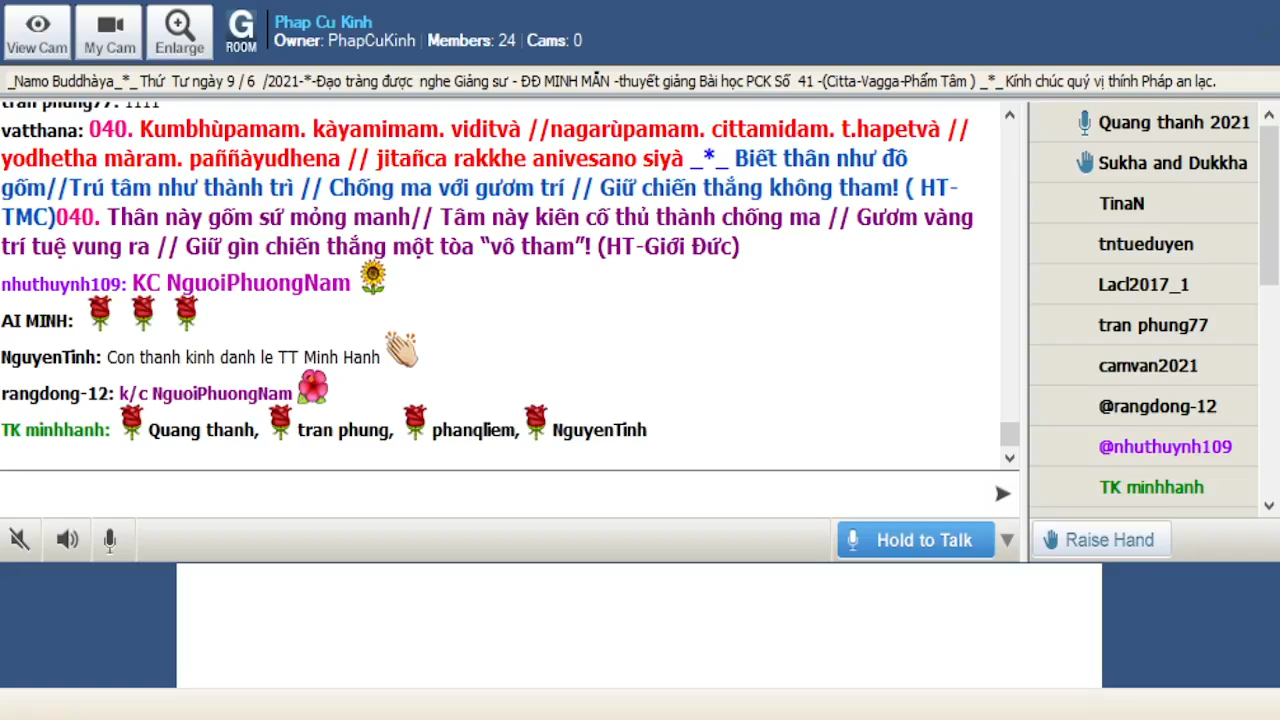 View Cam
My Cam
Enlarge
G
ROOM
Phap Cu Kinh
Owner: PhapCuKinh | Members: 24 | Cams: 0
_Namo Buddhàya_*_Thứ Tư ngày 9 / 6 /2021-*-Đạo tràng được nghe Giảng sư - ĐĐ MINH MẪN -thuyết giảng Bài học PCK Số 41 -(Citta-Vagga-Phẩm Tâm ) _*_Kính chúc quý vị thính Pháp an lạc.
tran phung77: 1111
vatthana: 040. Kumbhùpamam. kàyamimam. viditvà //nagarùpamam. cittamidam. t.hapetvà //
yodhetha màram. paññàyudhena // jitañca rakkhe anivesano siyà _*_ Biết thân như đồ
gốm//Trú tâm như thành trì // Chống ma với gươm trí // Giữ chiến thắng không tham! ( HT-
TMC)040. Thân này gốm sứ mỏng manh// Tâm này kiên cố thủ thành chống ma // Gươm vàng
trí tuệ vung ra // Giữ gìn chiến thắng một tòa “vô tham”! (HT-Giới Đức)
nhuthuynh109: KC NguoiPhuongNam
AI MINH:
NguyenTinh: Con thanh kinh danh le TT Minh Hanh
rangdong-12: k/c NguoiPhuongNam
TK minhhanh: Quang thanh, tran phung, phanqliem, NguyenTinh
Quang thanh 2021
Sukha and Dukkha
TinaN
tntueduyen
Lacl2017_1
tran phung77
camvan2021
@rangdong-12
@nhuthuynh109
TK minhhanh
Hold to Talk
Raise Hand